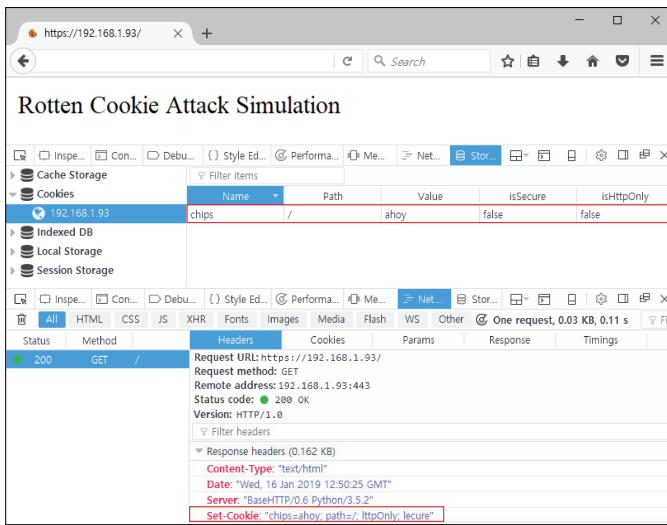 https://192.168.1.93/
Search
Rotten Cookie Attack Simulation
Inspe... Con... Debu... { } Style Ed... Performa... Me... Net... Stor...
Cache Storage
Cookies
192.168.1.93
Indexed DB
Local Storage
Session Storage
Filter items
Name Path Value isSecure isHttpOnly
chips / ahoy false false
Inspe... Con... Debu... { } Style Ed... Performa... Me... Net... Stor...
All HTML CSS JS XHR Fonts Images Media Flash WS Other One request, 0.03 KB, 0.11 s Fi
Status Method
200 GET /
Headers Cookies Params Response Timings
Request URL: https://192.168.1.93/
Request method: GET
Remote address: 192.168.1.93:443
Status code: 200 OK
Version: HTTP/1.0
Filter headers
Response headers (0.162 KB)
Content-Type: "text/html"
Date: "Wed, 16 Jan 2019 12:50:25 GMT"
Server: "BaseHTTP/0.6 Python/3.5.2"
Set-Cookie: "chips=ahoy; path=/; lttpOnly; lecure"